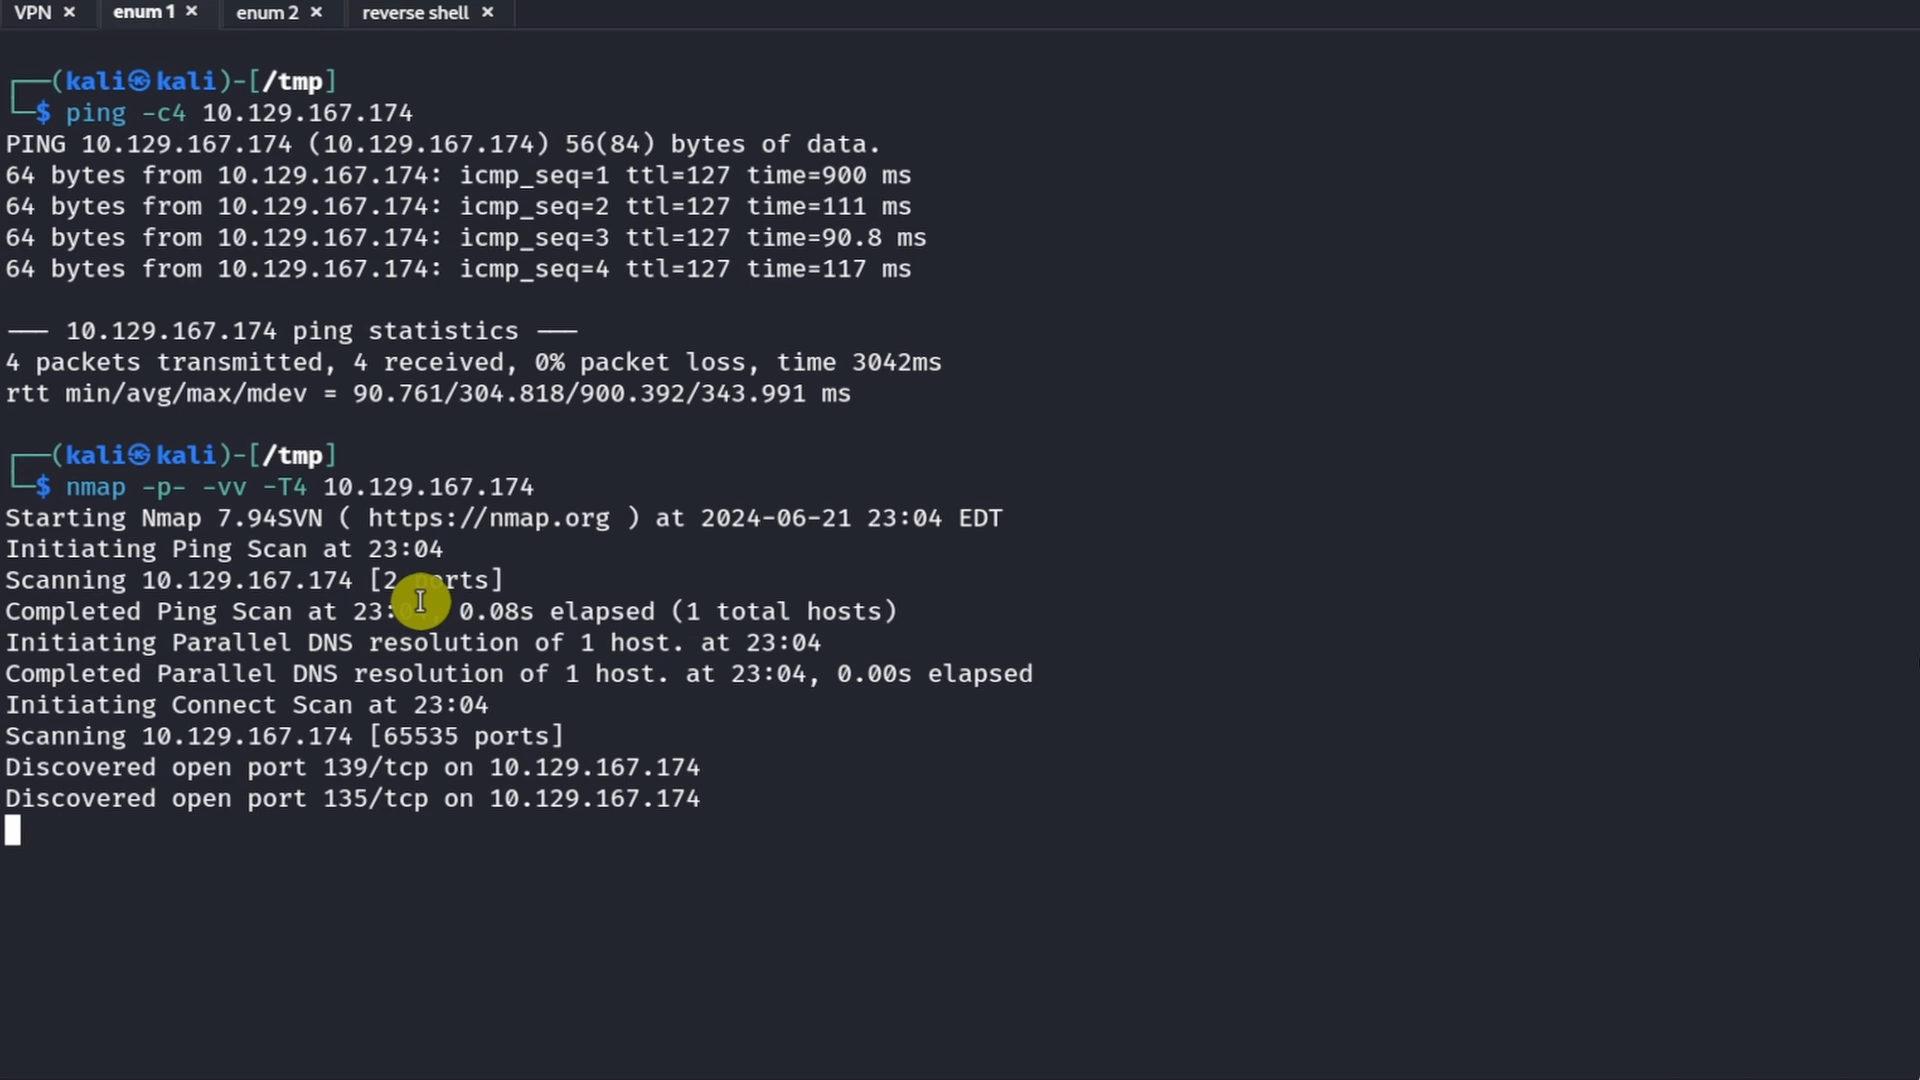 VPN × enum 1 × enum 2 × reverse shell ×
(kali㉿kali)-[/tmp]
$ ping -c4 10.129.167.174
PING 10.129.167.174 (10.129.167.174) 56(84) bytes of data.
64 bytes from 10.129.167.174: icmp_seq=1 ttl=127 time=900 ms
64 bytes from 10.129.167.174: icmp_seq=2 ttl=127 time=111 ms
64 bytes from 10.129.167.174: icmp_seq=3 ttl=127 time=90.8 ms
64 bytes from 10.129.167.174: icmp_seq=4 ttl=127 time=117 ms
--- 10.129.167.174 ping statistics ---
4 packets transmitted, 4 received, 0% packet loss, time 3042ms
rtt min/avg/max/mdev = 90.761/304.818/900.392/343.991 ms
(kali㉿kali)-[/tmp]
$ nmap -p- -vv -T4 10.129.167.174
Starting Nmap 7.94SVN ( https://nmap.org ) at 2024-06-21 23:04 EDT
Initiating Ping Scan at 23:04
Scanning 10.129.167.174 [2 ports]
Completed Ping Scan at 23:04, 0.08s elapsed (1 total hosts)
Initiating Parallel DNS resolution of 1 host. at 23:04
Completed Parallel DNS resolution of 1 host. at 23:04, 0.00s elapsed
Initiating Connect Scan at 23:04
Scanning 10.129.167.174 [65535 ports]
Discovered open port 139/tcp on 10.129.167.174
Discovered open port 135/tcp on 10.129.167.174